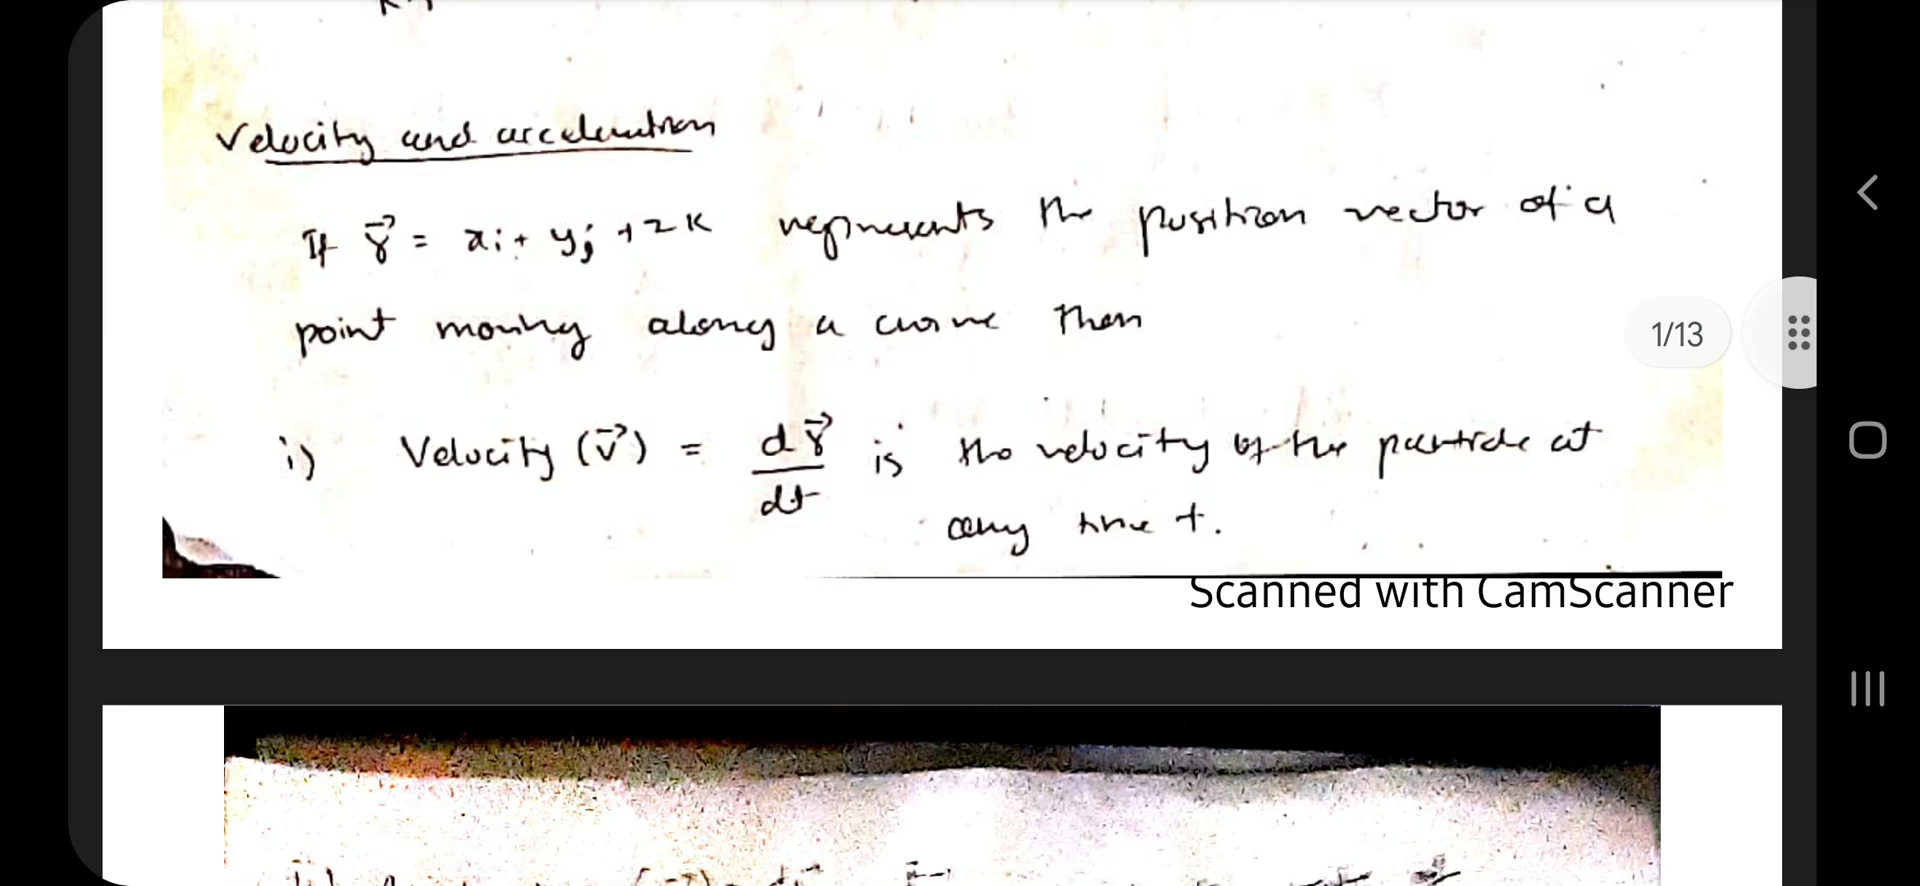 Velocity and acceleration
If r⃗ = xi + yj + zk represents the position vector of a
point moving along a curve then
1/13
i) Velocity (v⃗) = dr⃗/dt is the velocity of the particle at
any time t.
Scanned with CamScanner